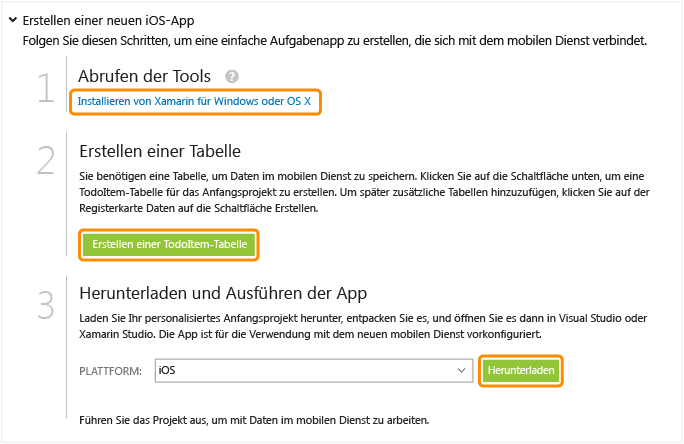 Erstellen einer neuen iOS-App
Folgen Sie diesen Schritten, um eine einfache Aufgabenapp zu erstellen, die sich mit dem mobilen Dienst verbindet.
1
Abrufen der Tools ?
Installieren von Xamarin für Windows oder OS X
2
Erstellen einer Tabelle
Sie benötigen eine Tabelle, um Daten im mobilen Dienst zu speichern. Klicken Sie auf die Schaltfläche unten, um eine
TodoItem-Tabelle für das Anfangsprojekt zu erstellen. Um später zusätzliche Tabellen hinzuzufügen, klicken Sie auf der
Registerkarte Daten auf die Schaltfläche Erstellen.
Erstellen einer TodoItem-Tabelle
3
Herunterladen und Ausführen der App
Laden Sie Ihr personalisiertes Anfangsprojekt herunter, entpacken Sie es, und öffnen Sie es dann in Visual Studio oder
Xamarin Studio. Die App ist für die Verwendung mit dem neuen mobilen Dienst vorkonfiguriert.
PLATTFORM: iOS Herunterladen
Führen Sie das Projekt aus, um mit Daten im mobilen Dienst zu arbeiten.